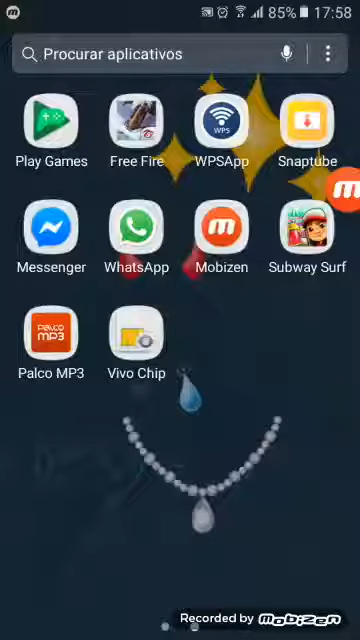 85% 17:58
Procurar aplicativos
Play Games Free Fire WPSApp Snaptube
WPS
Messenger WhatsApp Mobizen Subway Surf
PALCO
MP3
Palco MP3 Vivo Chip
Recorded by mobizen